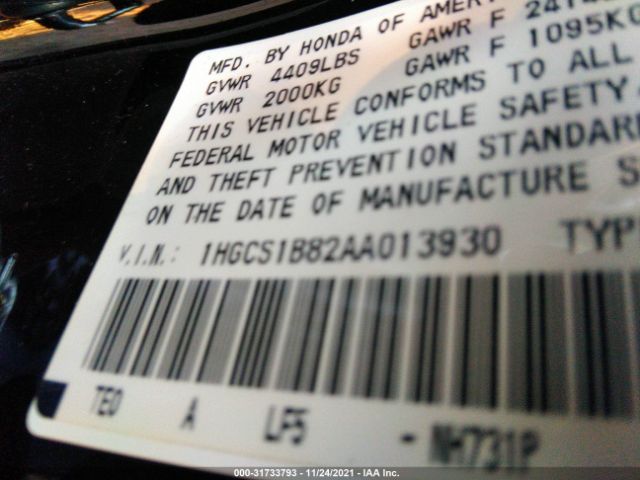 MFD. BY HONDA OF AMER
GVWR 4409LBS GAWR F
GVWR 2000KG GAWR F 1095KG
THIS VEHICLE CONFORMS TO ALL
FEDERAL MOTOR VEHICLE SAFETY,
AND THEFT PREVENTION STANDAR
ON THE DATE OF MANUFACTURE S
V.I.N.: 1HGCS1B82AA013930 TYP
TE0 A LF5 - NH731P
000-31733793 - 11/24/2021 - IAA Inc.